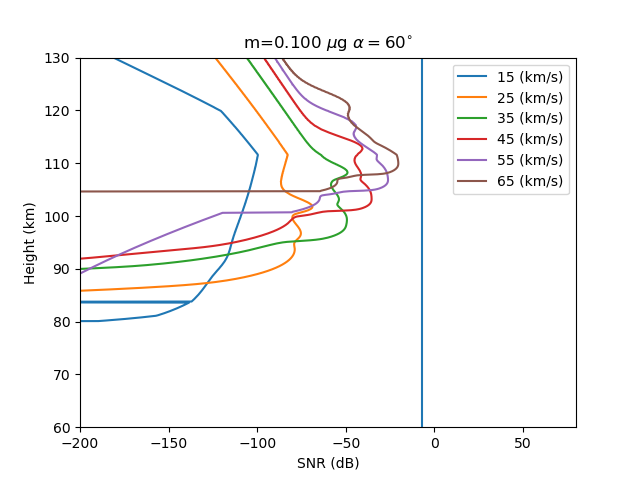 m=0.100 μg α = 60°
130
120
110
100
90
80
70
60
Height (km)
15 (km/s)
25 (km/s)
35 (km/s)
45 (km/s)
55 (km/s)
65 (km/s)
−200 −150 −100 −50 0 50
SNR (dB)